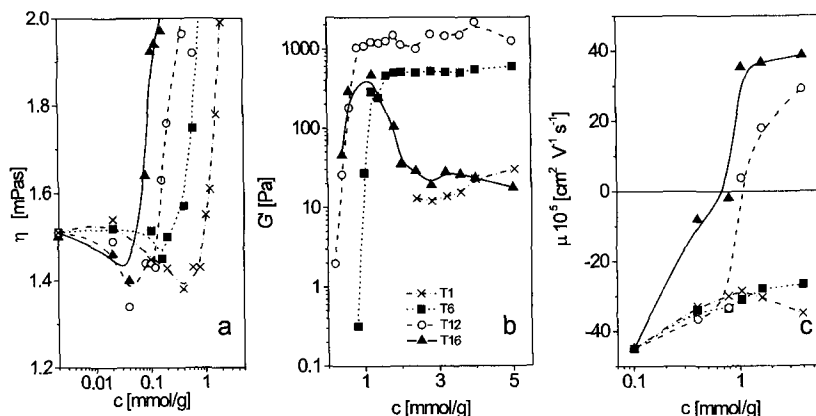 η [mPas]
2.0
1.8
1.6
1.4
1.2
0.01
0.1
1
c [mmol/g]
a
G' [Pa]
1000
100
10
1
0.1
1
3
5
c [mmol/g]
T1
T6
T12
T16
b
μ 10⁵ [cm² V⁻¹ s⁻¹]
40
20
0
-20
-40
0.1
1
c [mmol/g]
c